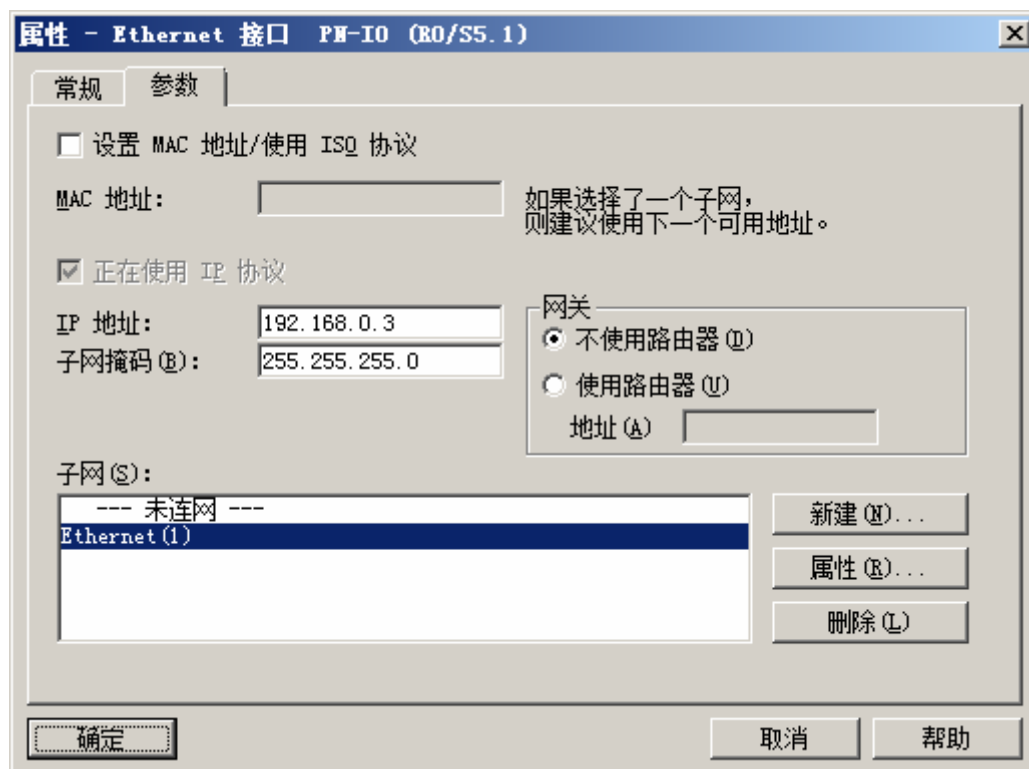 属性 - Ethernet 接口 PN-IO (R0/S5.1)
常规
参数
设置 MAC 地址/使用 ISO 协议
MAC 地址:
如果选择了一个子网，
则建议使用下一个可用地址。
正在使用 IP 协议
IP 地址:
192.168.0.3
子网掩码(B):
255.255.255.0
网关
不使用路由器(D)
使用路由器(U)
地址(A)
子网(S):
--- 未连网 ---
Ethernet(1)
新建(N)...
属性(R)...
删除(L)
确定
取消
帮助